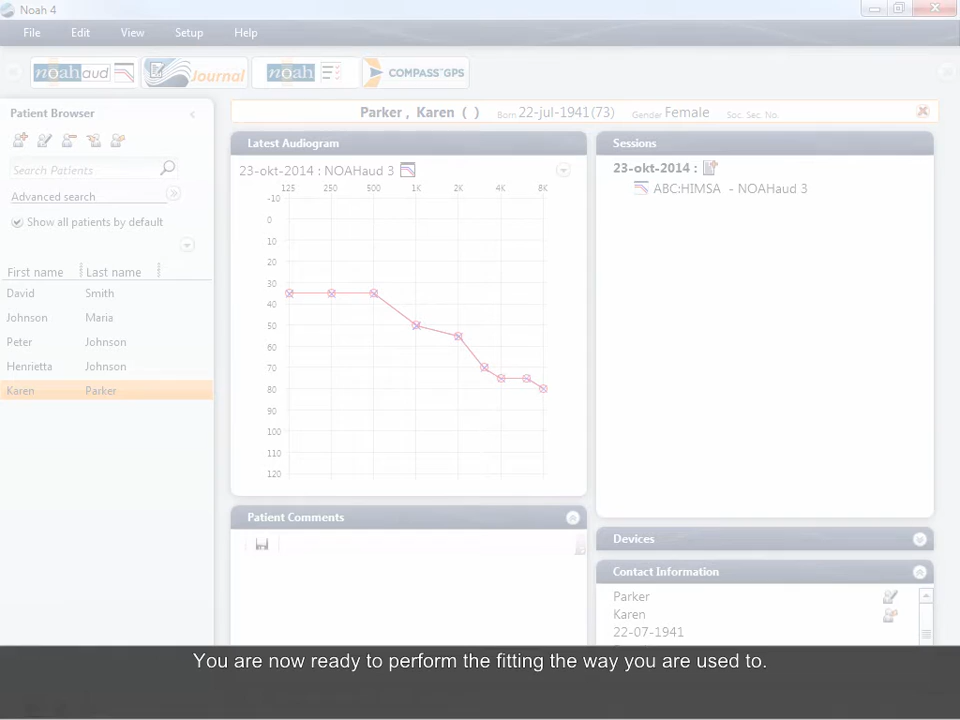 Noah 4
File Edit View Setup Help
noah aud Journal noah COMPASS GPS
Patient Browser
Search Patients
Advanced search
Show all patients by default
First name Last name
David Smith
Johnson Maria
Peter Johnson
Henrietta Johnson
Karen Parker
Parker , Karen ( ) Born 22-jul-1941(73) Gender Female Soc. Sec. No.
Latest Audiogram
23-okt-2014 : NOAHaud 3
125 250 500 1K 2K 4K 8K
-10
0
10
20
30
40
50
60
70
80
90
100
110
120
Sessions
23-okt-2014 :
ABC:HIMSA - NOAHaud 3
Patient Comments
Devices
Contact Information
Parker
Karen
22-07-1941
You are now ready to perform the fitting the way you are used to.